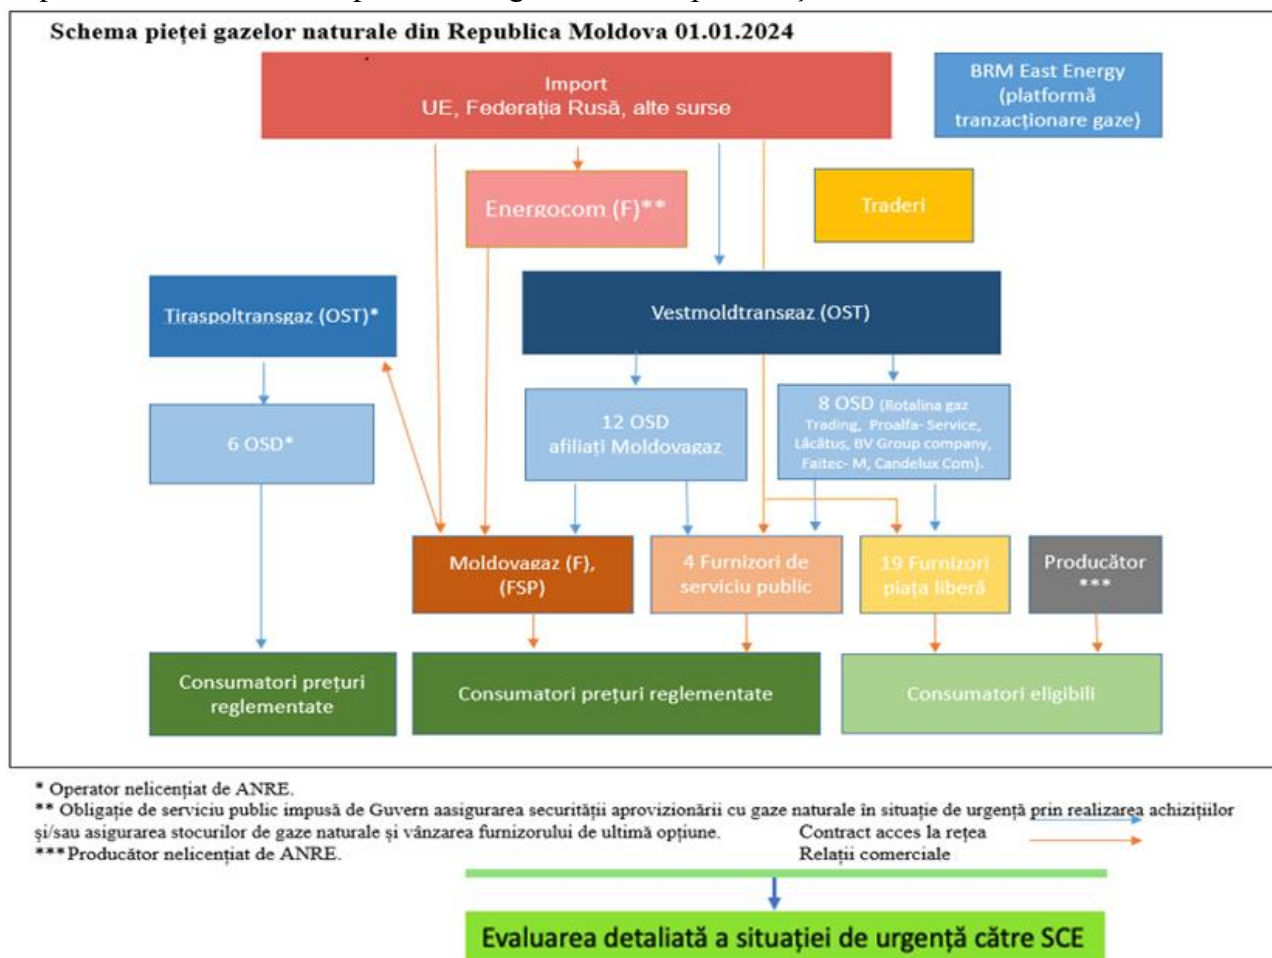 Schema pieței gazelor naturale din Republica Moldova 01.01.2024
Import
UE, Federația Rusă, alte surse
BRM East Energy
(platformă
tranzacționare gaze)
Energocom (F)**
Traderi
Tiraspoltransgaz (OST)*
Vestmoldtransgaz (OST)
6 OSD*
12 OSD
afiliați Moldovagaz
8 OSD (Rotalina gaz
Trading, Proalfa- Service,
Lăcătuș, BV Group company,
Faitec- M, Candelux Com).
Moldovagaz (F),
(FSP)
4 Furnizori de
serviciu public
19 Furnizori
piața liberă
Producător
***
Consumatori prețuri
reglementate
Consumatori prețuri reglementate
Consumatori eligibili
* Operator nelicențiat de ANRE.
** Obligație de serviciu public impusă de Guvern aasigurarea securității aprovizionării cu gaze naturale în situație de urgență prin realizarea achizițiilor
și/sau asigurarea stocurilor de gaze naturale și vânzarea furnizorului de ultimă opțiune.
Contract acces la rețea
***Producător nelicențiat de ANRE.
Relații comerciale
Evaluarea detaliată a situației de urgență către SCE